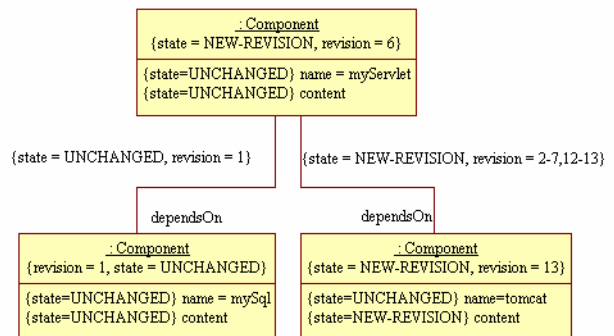 : Component
{state = NEW-REVISION, revision = 6}
{state=UNCHANGED} name = myServlet
{state=UNCHANGED} content
{state = UNCHANGED, revision = 1}
{state = NEW-REVISION, revision = 2-7,12-13}
dependsOn
dependsOn
: Component
{revision = 1, state = UNCHANGED}
{state=UNCHANGED} name = mySql
{state=UNCHANGED} content
: Component
{state = NEW-REVISION, revision = 13}
{state=UNCHANGED} name=tomcat
{state=NEW-REVISION} content